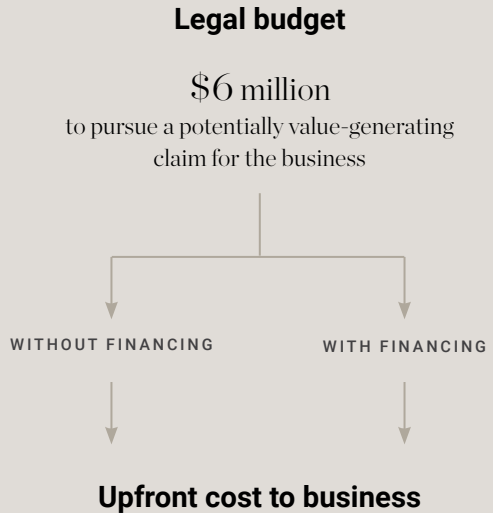 Legal budget
$6 million
to pursue a potentially value-generating
claim for the business
WITHOUT FINANCING
WITH FINANCING
Upfront cost to business